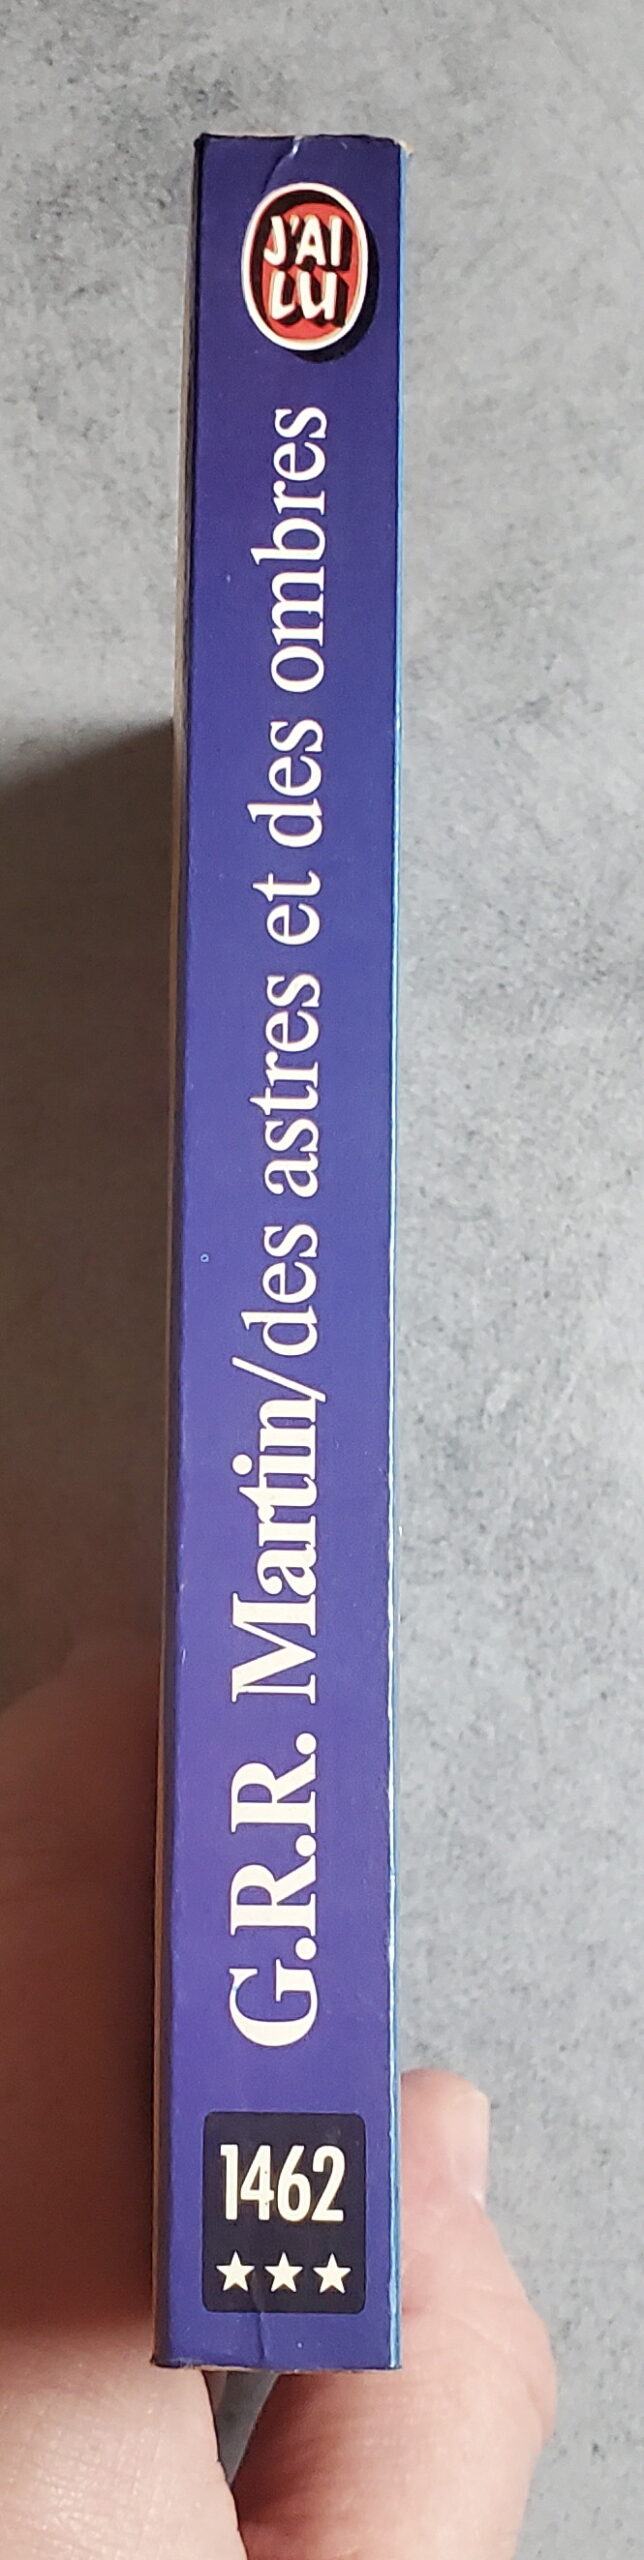 J'AI
LU
G.R.R. Martin/des astres et des ombres
1462
★★★